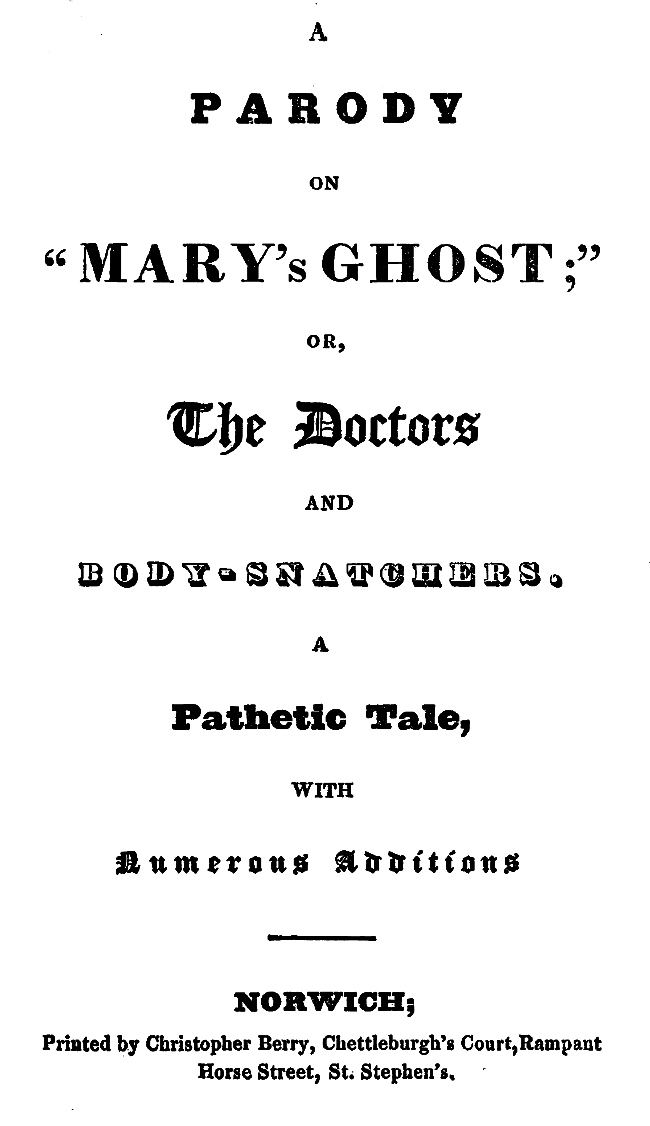 A
PARODY
ON
“MARY’s GHOST;”
OR,
The Doctors
AND
BODY-SNATCHERS.
A
Pathetic Tale,
WITH
Numerous Additions
NORWICH;
Printed by Christopher Berry, Chettleburgh’s Court,Rampant
Horse Street, St. Stephen’s.